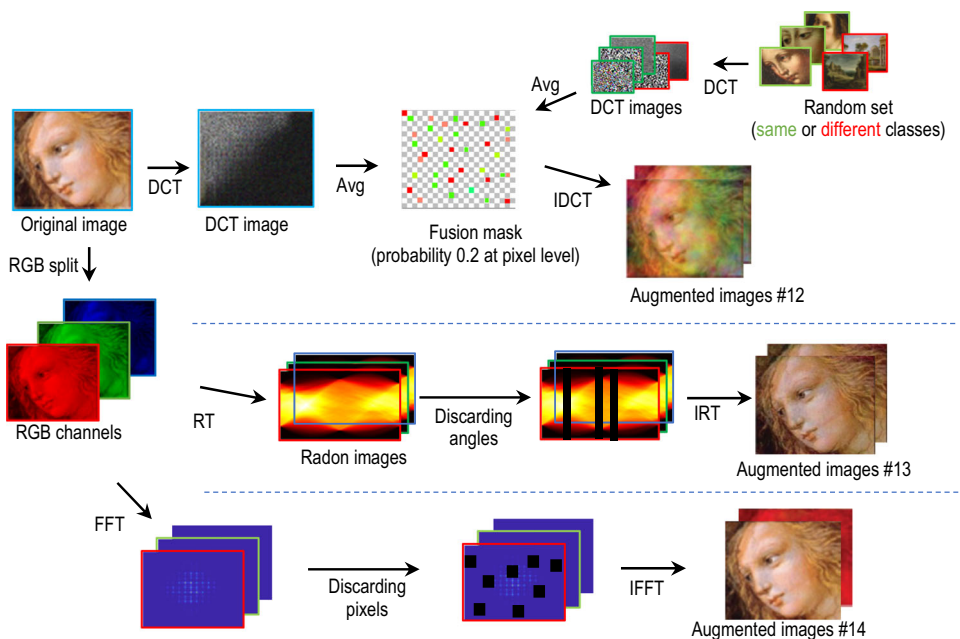 Avg
DCT images
DCT
Random set
(same or different classes)
Original image
DCT
DCT image
Avg
Fusion mask
(probability 0.2 at pixel level)
IDCT
Augmented images #12
RGB split
RGB channels
RT
Radon images
Discarding
angles
IRT
Augmented images #13
FFT
Discarding
pixels
IFFT
Augmented images #14